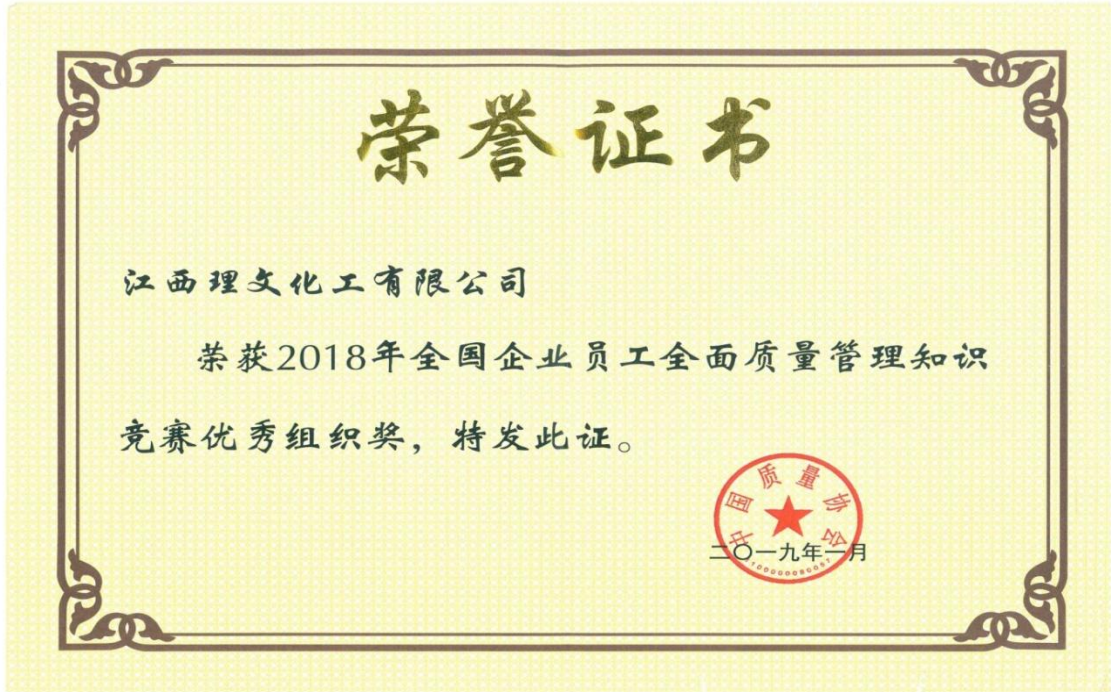 荣誉证书
江西理文化工有限公司
荣获2018年全国企业员工全面质量管理知识
竞赛优秀组织奖，特发此证。
中国质量协会
二〇一九年一月